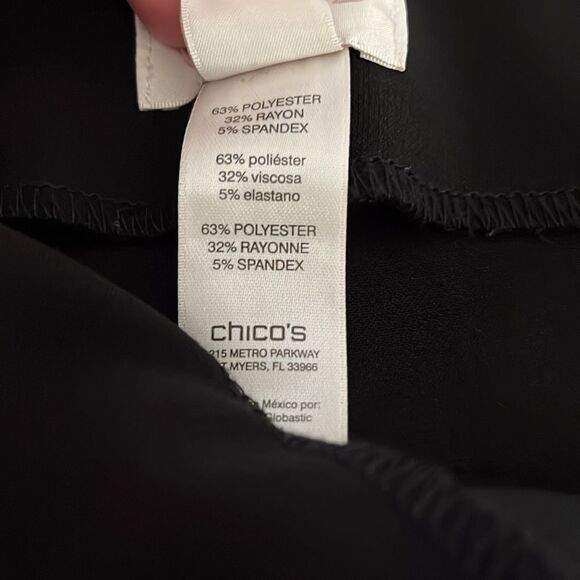 63% POLYESTER
32% RAYON
5% SPANDEX
63% poliéster
32% viscosa
5% elastano
63% POLYESTER
32% RAYONNE
5% SPANDEX
chico's
215 METRO PARKWAY
MYERS, FL 33966
México por: